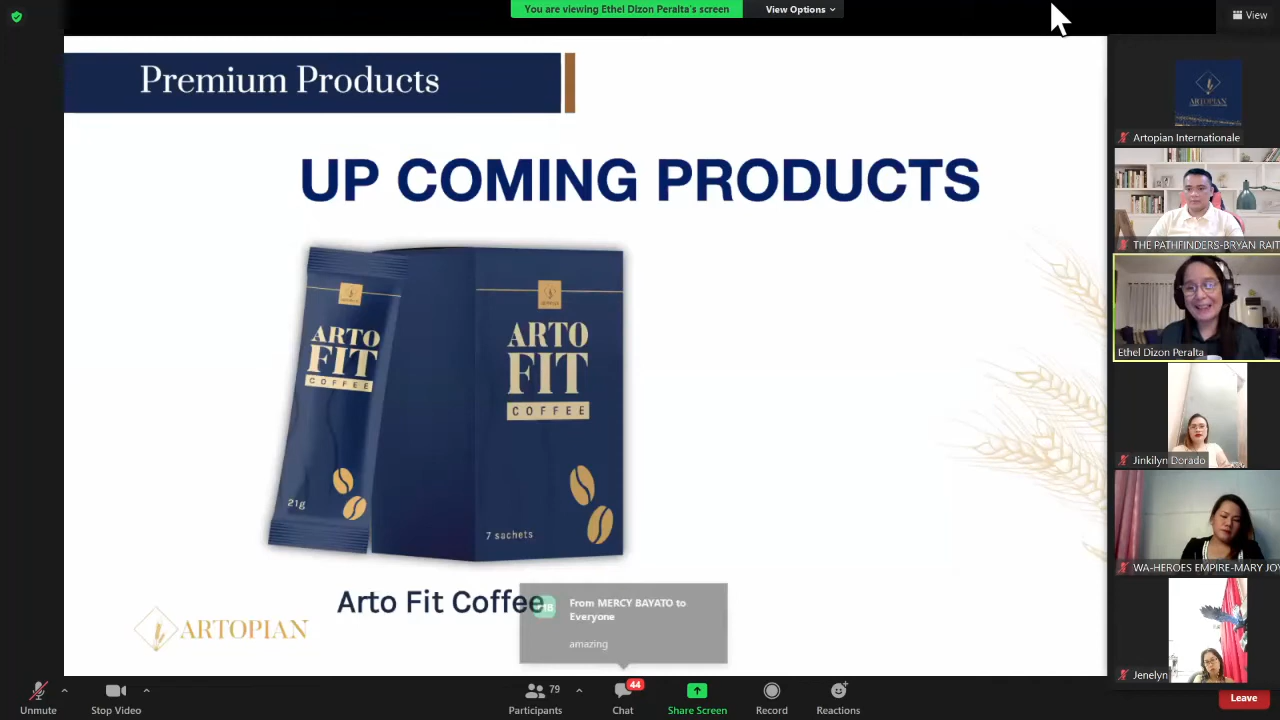 You are viewing Ethel Dizon Peralta's screen
View Options
View
Premium Products
UP COMING PRODUCTS
ARTO
FIT
COFFEE
21g
ARTO
FIT
COFFEE
7 sachets
Arto Fit Coffee
ARTOPIAN
From MERCY BAYATO to
Everyone
amazing
ARTOPIAN
Artopian Internationale
THE PATHFINDERS-BRYAN RAIT
Ethel Dizon Peralta
Jinkilyn Dorado
WA-HEROES EMPIRE-MARY JOY
Jenelyn
Unmute
Stop Video
79
Participants
44
Chat
Share Screen
Record
Reactions
Leave